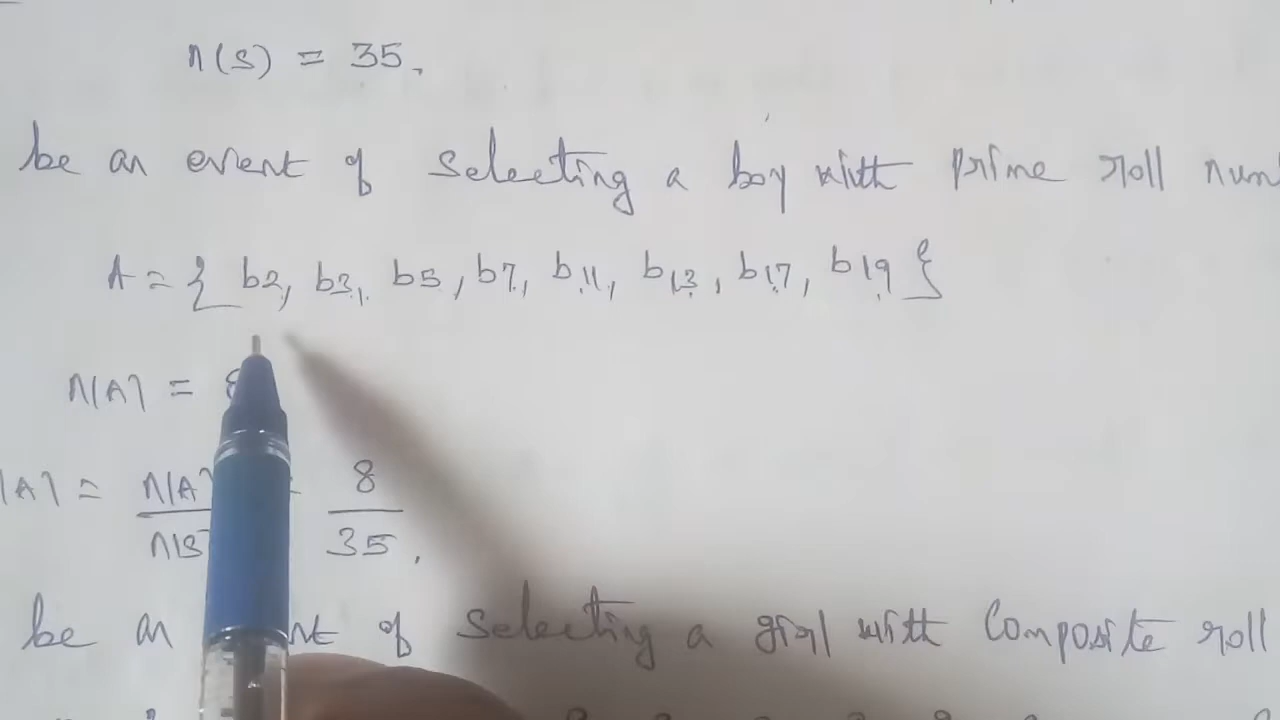 n(S) = 35.
be an event of selecting a boy with prime roll
A = { b2, b3, b5, b7, b11, b13, b17, b19 }
n(A) = 8
(A) = n(A) / n(S) = 8 / 35.
be an of selecting a girl with Composite roll